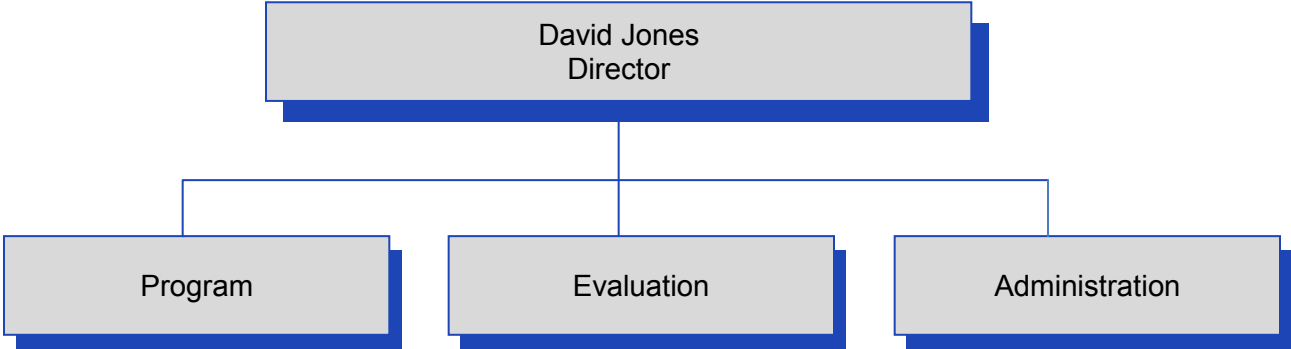 David Jones
Director
Program
Evaluation
Administration